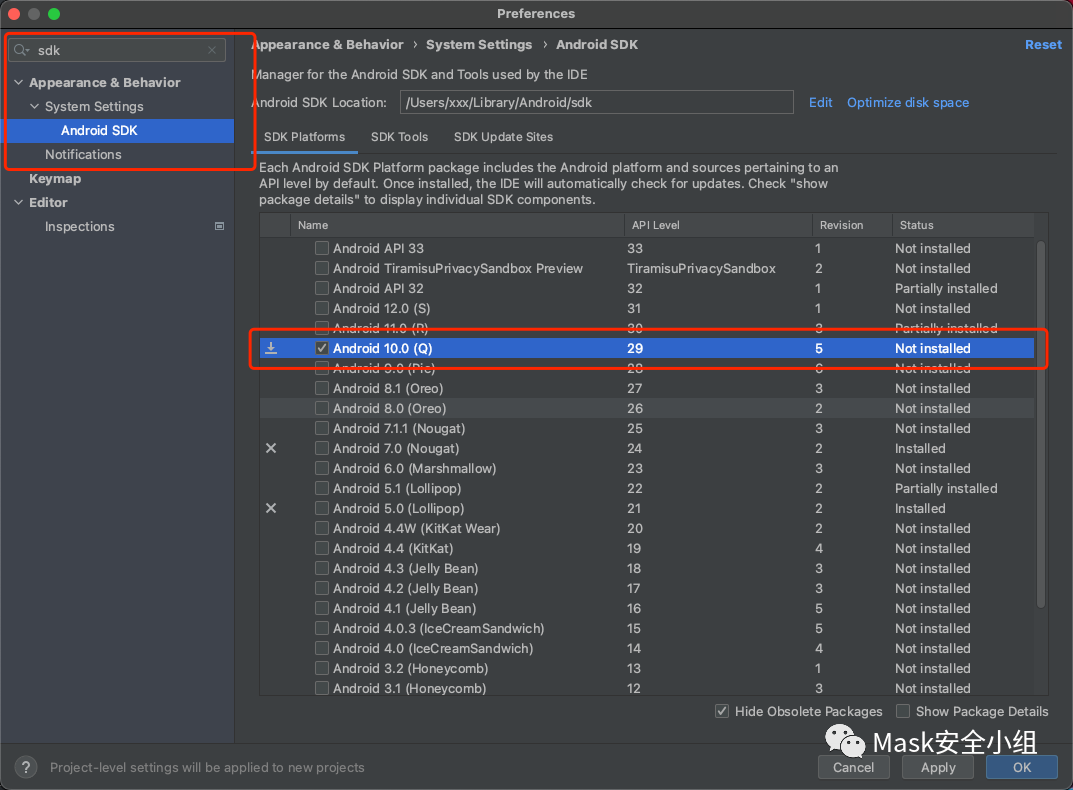 Preferences
sdk
Appearance & Behavior
System Settings
Android SDK
Notifications
Keymap
Editor
Inspections
Appearance & Behavior › System Settings › Android SDK
Reset
Manager for the Android SDK and Tools used by the IDE
Android SDK Location: /Users/xxx/Library/Android/sdk Edit Optimize disk space
SDK Platforms SDK Tools SDK Update Sites
Each Android SDK Platform package includes the Android platform and sources pertaining to an
API level by default. Once installed, the IDE will automatically check for updates. Check "show
package details" to display individual SDK components.
Name API Level Revision Status
Android API 33 33 1 Not installed
Android TiramisuPrivacySandbox Preview TiramisuPrivacySandbox 2 Not installed
Android API 32 32 1 Partially installed
Android 12.0 (S) 31 1 Not installed
Android 11.0 (R) 30 3 Partially installed
Android 10.0 (Q) 29 5 Not installed
Android 9.0 (Pie) 28 6 Not installed
Android 8.1 (Oreo) 27 3 Not installed
Android 8.0 (Oreo) 26 2 Not installed
Android 7.1.1 (Nougat) 25 3 Not installed
Android 7.0 (Nougat) 24 2 Installed
Android 6.0 (Marshmallow) 23 3 Not installed
Android 5.1 (Lollipop) 22 2 Partially installed
Android 5.0 (Lollipop) 21 2 Installed
Android 4.4W (KitKat Wear) 20 2 Not installed
Android 4.4 (KitKat) 19 4 Not installed
Android 4.3 (Jelly Bean) 18 3 Not installed
Android 4.2 (Jelly Bean) 17 3 Not installed
Android 4.1 (Jelly Bean) 16 5 Not installed
Android 4.0.3 (IceCreamSandwich) 15 5 Not installed
Android 4.0 (IceCreamSandwich) 14 4 Not installed
Android 3.2 (Honeycomb) 13 1 Not installed
Android 3.1 (Honeycomb) 12 3 Not installed
Hide Obsolete Packages Show Package Details
Mask安全小组
? Project-level settings will be applied to new projects
Cancel Apply OK